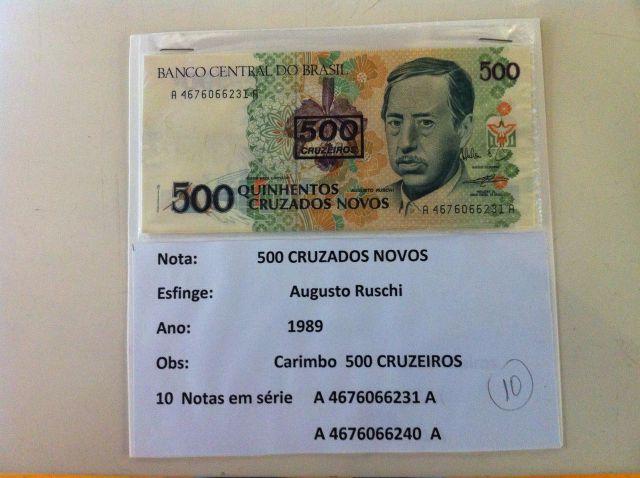 BANCO CENTRAL DO BRASIL 500
A 4676066231 A
500
CRUZEIROS
500 QUINHENTOS
CRUZADOS NOVOS
AUGUSTO RUSCHI
A 4676066231 A
Nota: 500 CRUZADOS NOVOS
Esfinge: Augusto Ruschi
Ano: 1989
Obs: Carimbo 500 CRUZEIROS
10 Notas em série A 4676066231 A
A 4676066240 A
10